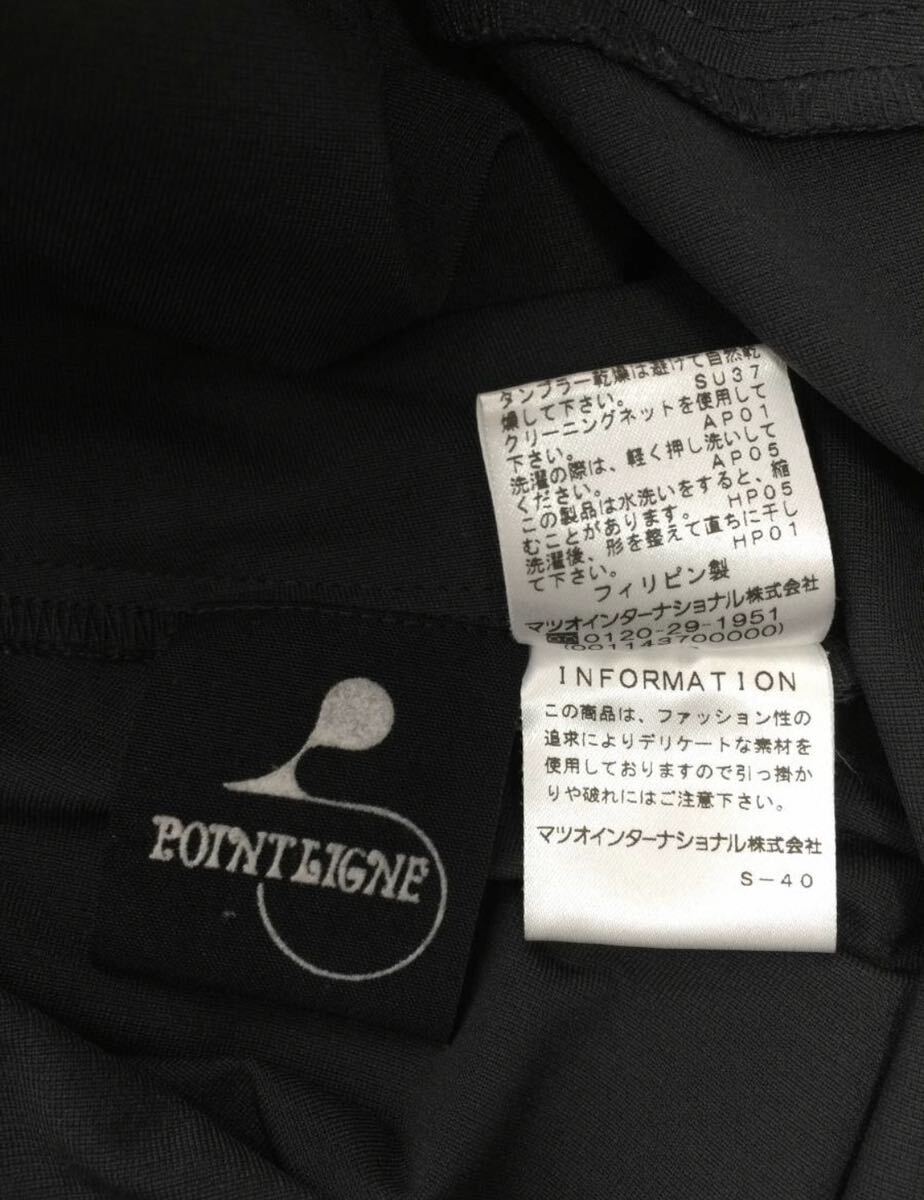 タンブラー乾燥は避けて自然乾
燥して下さい。 SU37
クリーニングネットを使用して
下さい。 AP01
洗濯の際は、軽く押し洗いして
ください。 AP05
この製品は水洗いをすると、縮
むことがあります。 HP05
洗濯後、形を整えて直ちに干し
て下さい。 HP01
フィリピン製
マツオインターナショナル株式会社
0120-29-1951
(001143700000)
INFORMATION
この商品は、ファッション性の
追求によりデリケートな素材を
使用しておりますので引っ掛か
りや破れにはご注意下さい。
マツオインターナショナル株式会社
S-40
POINTLIGNE